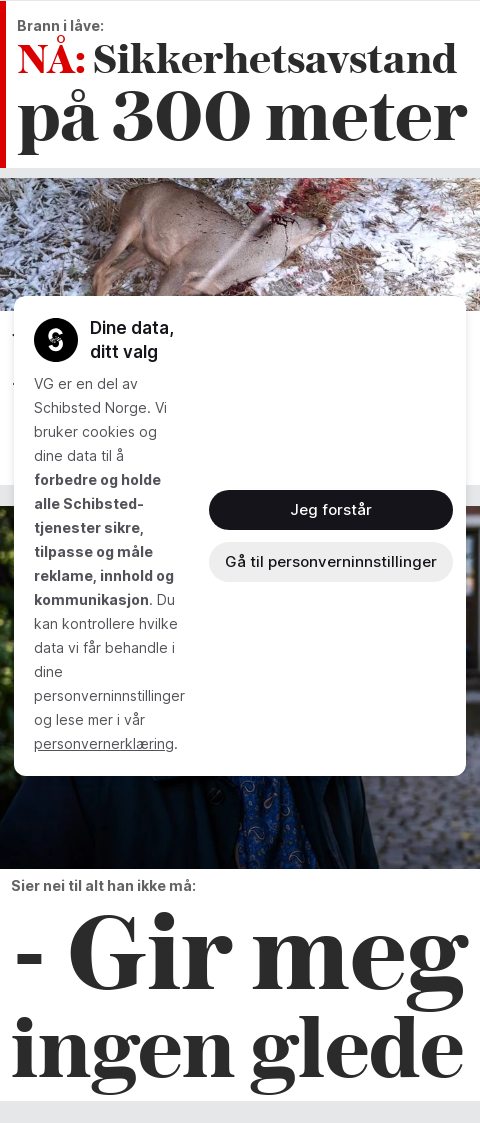 Brann i låve:
NÅ: Sikkerhetsavstand
på 300 meter
Dine data,
ditt valg
VG er en del av
Schibsted Norge. Vi
bruker cookies og
dine data til å
forbedre og holde
alle Schibsted-
tjenester sikre,
tilpasse og måle
reklame, innhold og
kommunikasjon. Du
kan kontrollere hvilke
data vi får behandle i
dine
personverninnstillinger
og lese mer i vår
personvernerklæring.
Jeg forstår
Gå til personverninnstillinger
Sier nei til alt han ikke må:
- Gir meg
ingen glede